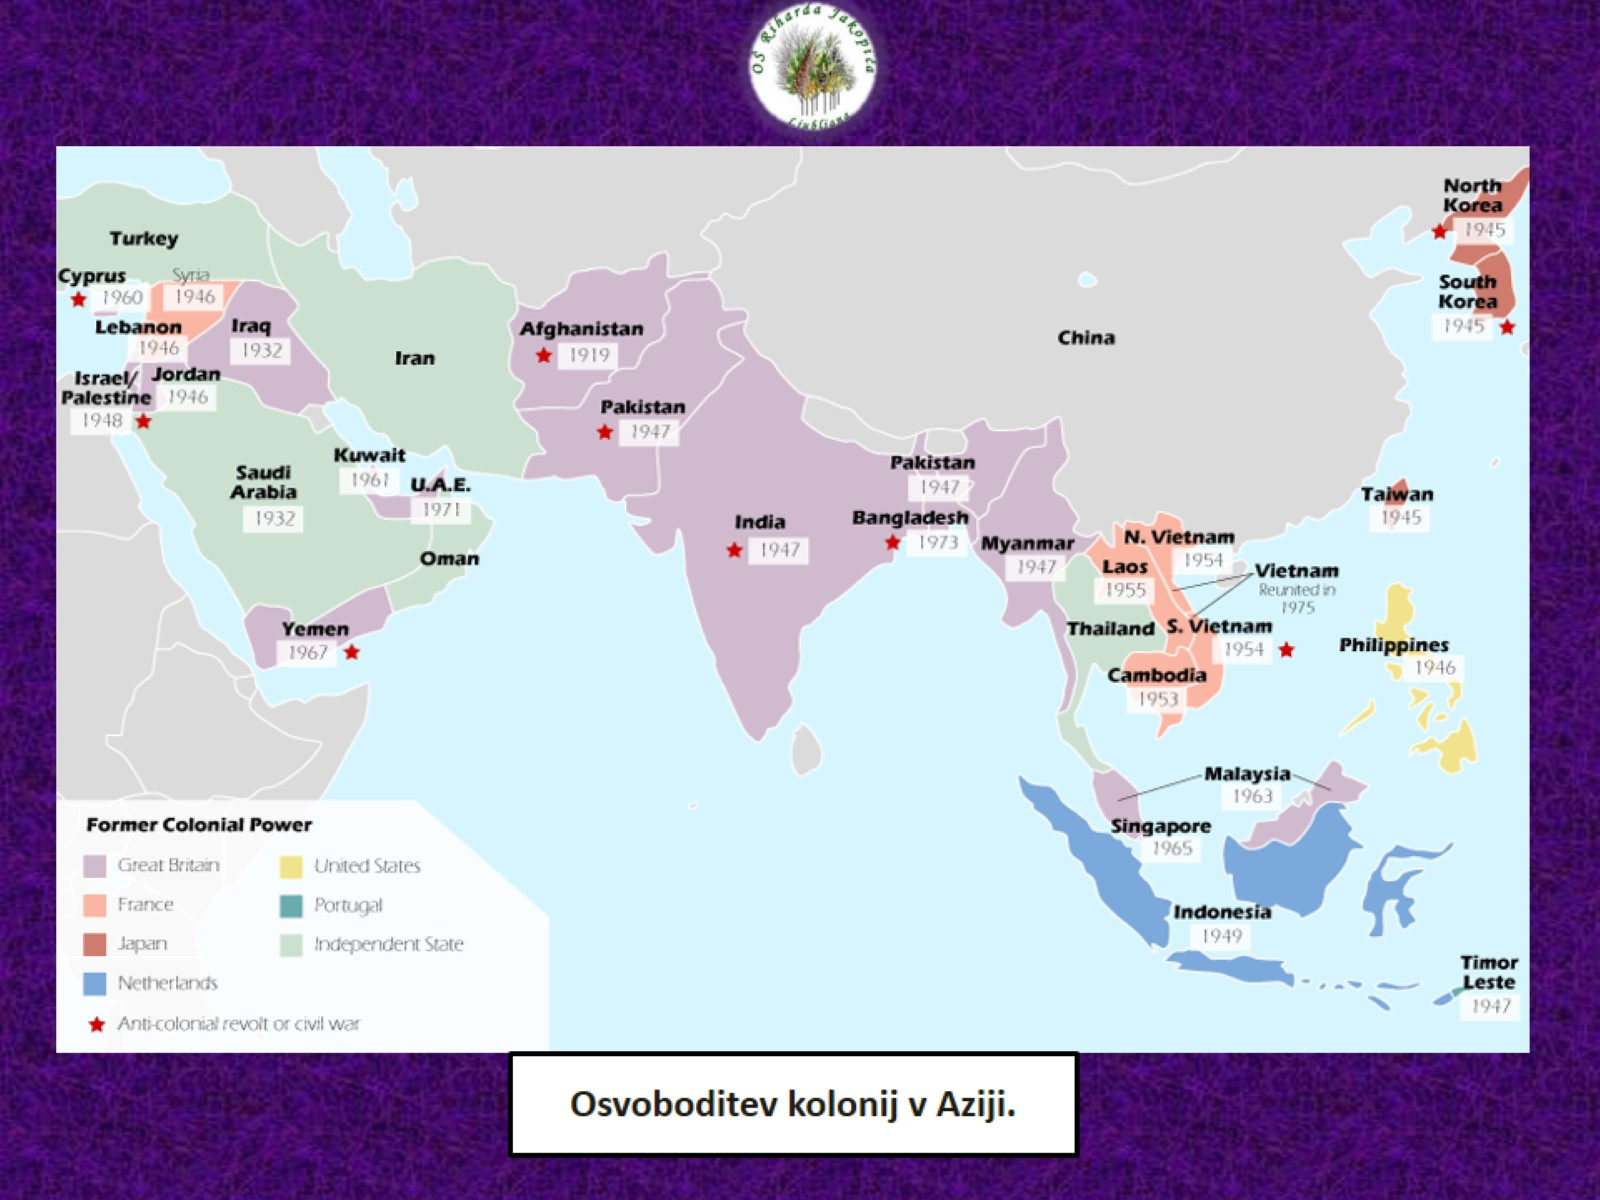 OŠ Riharda Jakopiča
Ljubljana
Turkey
Cyprus
1960
Syria
1946
Lebanon
1946
Iraq
1932
Israel/
Palestine
1948
Jordan
1946
Iran
Afghanistan
1919
Pakistan
1947
Kuwait
1961
U.A.E.
1971
Saudi
Arabia
1932
Oman
Yemen
1967
India
1947
Pakistan
1947
Bangladesh
1973
Myanmar
1947
China
North
Korea
1945
South
Korea
1945
Taiwan
1945
N. Vietnam
1954
Laos
1955
Vietnam
Reunited in
1975
Thailand
S. Vietnam
1954
Cambodia
1953
Philippines
1946
Malaysia
1963
Singapore
1965
Indonesia
1949
Timor
Leste
1947
Former Colonial Power
Great Britain
France
Japan
Netherlands
United States
Portugal
Independent State
Anti-colonial revolt or civil war
Osvoboditev kolonij v Aziji.